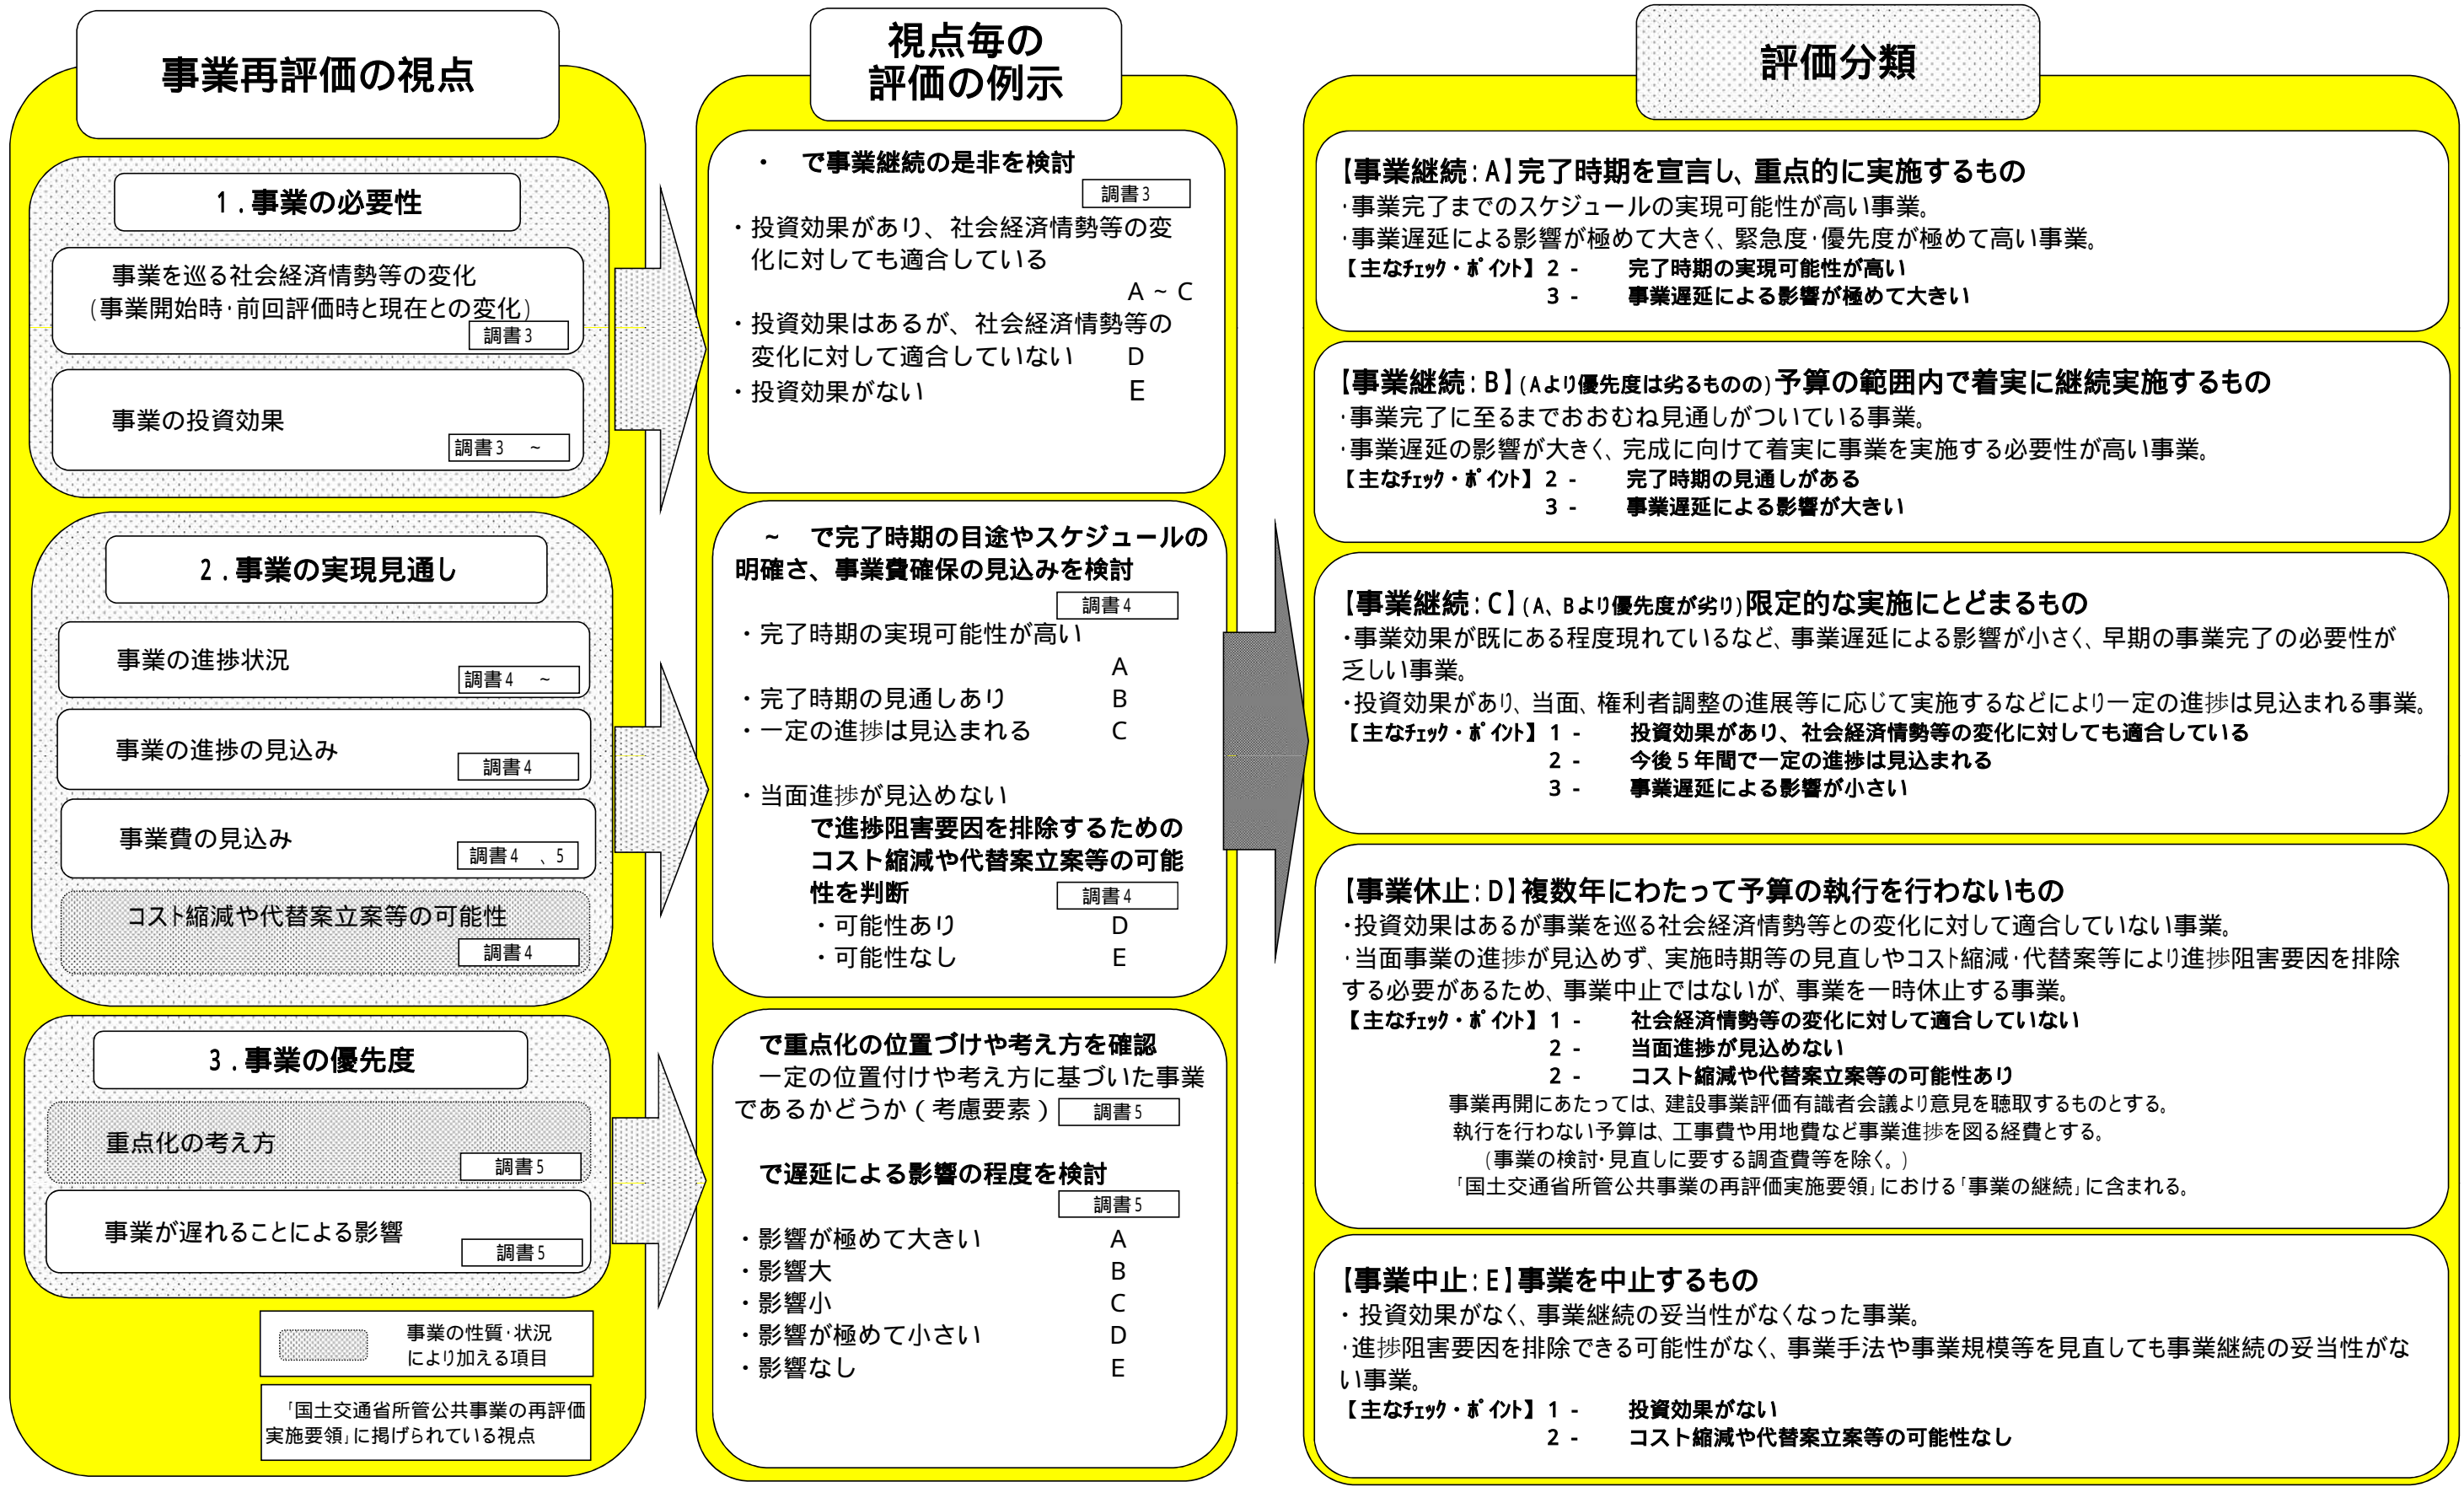 事業再評価の視点
1.事業の必要性
事業を巡る社会経済情勢等の変化
(事業開始時・前回評価時と現在との変化)
調書3
事業の投資効果
調書3 ~
2.事業の実現見通し
事業の進捗状況
調書4 ~
事業の進捗の見込み
調書4
事業費の見込み
調書4 、5
コスト縮減や代替案立案等の可能性
調書4
3.事業の優先度
重点化の考え方
調書5
事業が遅れることによる影響
調書5
事業の性質・状況
により加える項目
「国土交通省所管公共事業の再評価
実施要領」に掲げられている視点
視点毎の
評価の例示
・ で事業継続の是非を検討
調書3
・投資効果があり、社会経済情勢等の変
化に対しても適合している
A ~ C
・投資効果はあるが、社会経済情勢等の
変化に対して適合していない D
・投資効果がない E
~ で完了時期の目途やスケジュールの
明確さ、事業費確保の見込みを検討
調書4
・完了時期の実現可能性が高い
A
・完了時期の見通しあり B
・一定の進捗は見込まれる C
・当面進捗が見込めない
で進捗阻害要因を排除するための
コスト縮減や代替案立案等の可能
性を判断 調書4
・可能性あり D
・可能性なし E
で重点化の位置づけや考え方を確認
一定の位置付けや考え方に基づいた事業
であるかどうか(考慮要素) 調書5
で遅延による影響の程度を検討
調書5
・影響が極めて大きい A
・影響大 B
・影響小 C
・影響が極めて小さい D
・影響なし E
評価分類
【事業継続:A】完了時期を宣言し、重点的に実施するもの
・事業完了までのスケジュールの実現可能性が高い事業。
・事業遅延による影響が極めて大きく、緊急度・優先度が極めて高い事業。
【主なﾁｪｯｸ・ﾎﾟｲﾝﾄ】 2 - 完了時期の実現可能性が高い
3 - 事業遅延による影響が極めて大きい
【事業継続:B】(Aより優先度は劣るものの)予算の範囲内で着実に継続実施するもの
・事業完了に至るまでおおむね見通しがついている事業。
・事業遅延の影響が大きく、完成に向けて着実に事業を実施する必要性が高い事業。
【主なﾁｪｯｸ・ﾎﾟｲﾝﾄ】 2 - 完了時期の見通しがある
3 - 事業遅延による影響が大きい
【事業継続:C】(A、Bより優先度が劣り)限定的な実施にとどまるもの
・事業効果が既にある程度現れているなど、事業遅延による影響が小さく、早期の事業完了の必要性が
乏しい事業。
・投資効果があり、当面、権利者調整の進展等に応じて実施するなどにより一定の進捗は見込まれる事業。
【主なﾁｪｯｸ・ﾎﾟｲﾝﾄ】 1 - 投資効果があり、社会経済情勢等の変化に対しても適合している
2 - 今後5年間で一定の進捗は見込まれる
3 - 事業遅延による影響が小さい
【事業休止:D】複数年にわたって予算の執行を行わないもの
・投資効果はあるが事業を巡る社会経済情勢等との変化に対して適合していない事業。
・当面事業の進捗が見込めず、実施時期等の見直しやコスト縮減・代替案等により進捗阻害要因を排除
する必要があるため、事業中止ではないが、事業を一時休止する事業。
【主なﾁｪｯｸ・ﾎﾟｲﾝﾄ】 1 - 社会経済情勢等の変化に対して適合していない
2 - 当面進捗が見込めない
2 - コスト縮減や代替案立案等の可能性あり
事業再開にあたっては、建設事業評価有識者会議より意見を聴取するものとする。
執行を行わない予算は、工事費や用地費など事業進捗を図る経費とする。
(事業の検討・見直しに要する調査費等を除く。)
「国土交通省所管公共事業の再評価実施要領」における「事業の継続」に含まれる。
【事業中止:E】事業を中止するもの
・ 投資効果がなく、事業継続の妥当性がなくなった事業。
・進捗阻害要因を排除できる可能性がなく、事業手法や事業規模等を見直しても事業継続の妥当性がな
い事業。
【主なﾁｪｯｸ・ﾎﾟｲﾝﾄ】 1 - 投資効果がない
2 - コスト縮減や代替案立案等の可能性なし